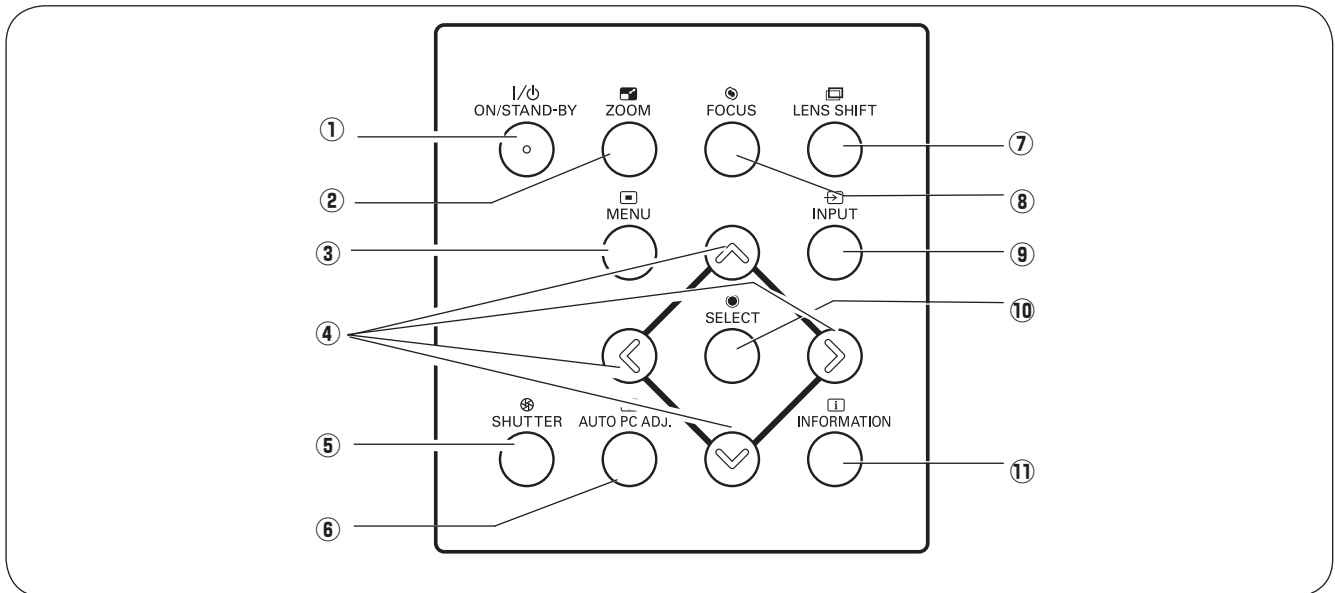 ON/STAND-BY ZOOM FOCUS LENS SHIFT
① ⑦
② ⑧
MENU INPUT
③ ⑨
SELECT
④ ⑩
SHUTTER AUTO PC ADJ. INFORMATION
⑤ ⑪
⑥